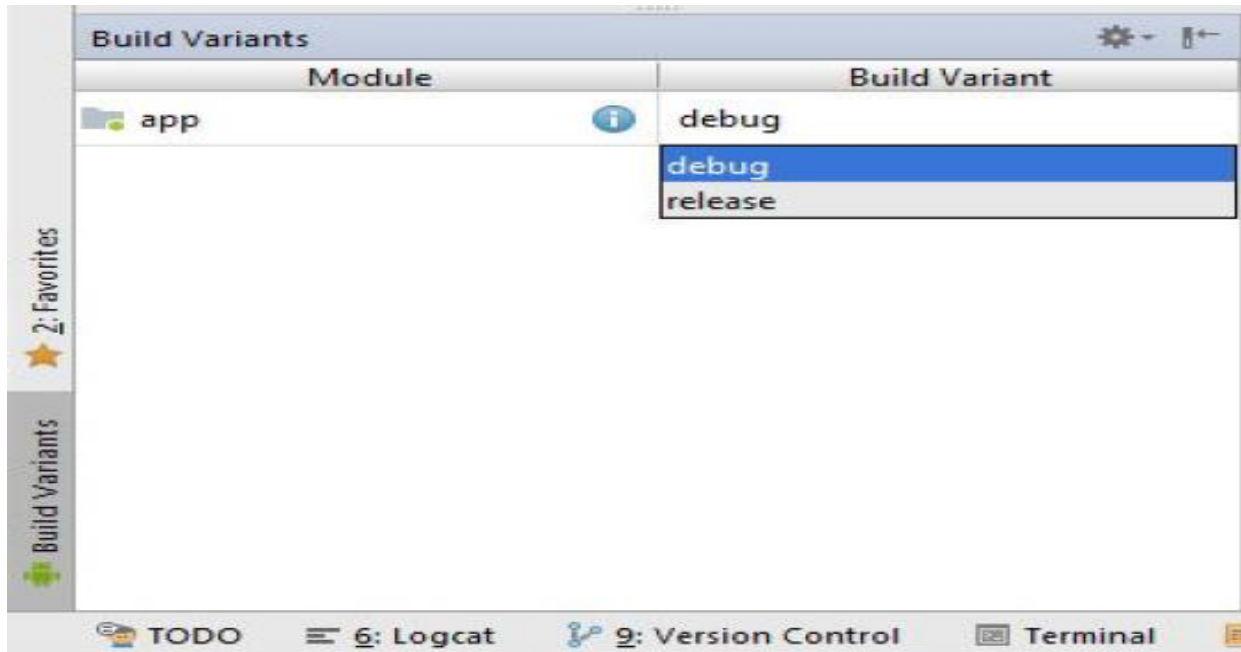 Build Variants
Module Build Variant
app debug
debug
release
2: Favorites
Build Variants
TODO 6: Logcat 9: Version Control Terminal